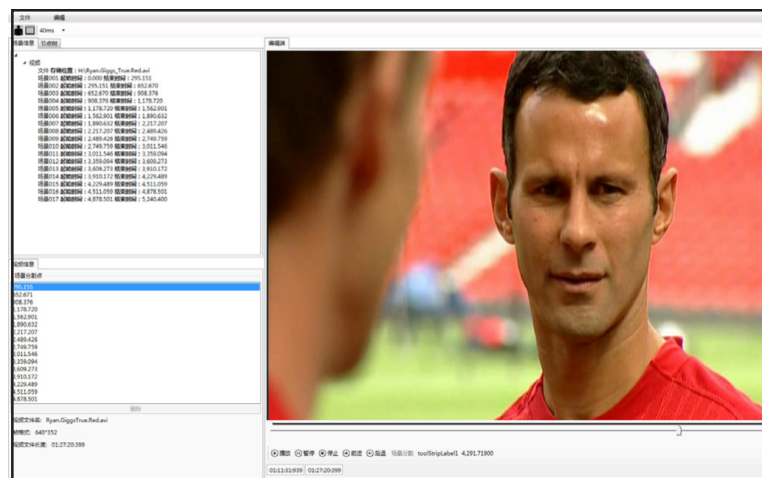 文件 编辑
40ms
场景信息 云点树
编辑源
视频
文件 存储位置：H:\Ryan.Giggs_True.Red.avi
场景001 起始时间：0.000 结束时间：295.151
场景002 起始时间：295.151 结束时间：652.670
场景003 起始时间：652.670 结束时间：908.376
场景004 起始时间：908.376 结束时间：1,178.720
场景005 起始时间：1,178.720 结束时间：1,562.901
场景006 起始时间：1,562.901 结束时间：1,890.632
场景007 起始时间：1,890.632 结束时间：2,217.207
场景008 起始时间：2,217.207 结束时间：2,489.426
场景009 起始时间：2,489.426 结束时间：2,749.759
场景010 起始时间：2,749.759 结束时间：3,011.546
场景011 起始时间：3,011.546 结束时间：3,359.094
场景012 起始时间：3,359.094 结束时间：3,609.273
场景013 起始时间：3,609.273 结束时间：3,910.172
场景014 起始时间：3,910.172 结束时间：4,229.489
场景015 起始时间：4,229.489 结束时间：4,511.059
场景016 起始时间：4,511.059 结束时间：4,878.501
场景017 起始时间：4,878.501 结束时间：5,240.400
视频信息
场景分割点
295.155
652.671
908.376
1,178.720
1,562.901
1,890.632
2,217.207
2,489.426
2,749.759
3,011.546
3,359.094
3,609.273
3,910.172
4,229.489
4,511.059
4,878.501
删除
视频文件名: Ryan.GiggsTrue.Red.avi
帧格式: 640*352
视频文件长度: 01:27:20:399
播放 暂停 停止 前进 后退 场景分割 toolStripLabel1 4,291.71900
01:11:31:939 01:27:20:399